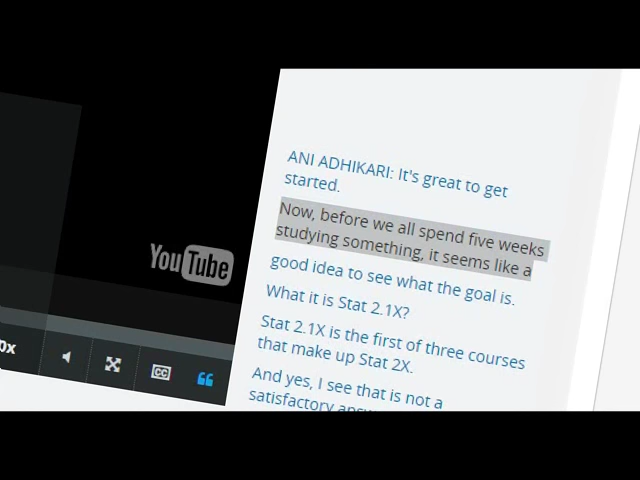 ANI ADHIKARI: It's great to get
started.
Now, before we all spend five weeks
studying something, it seems like a
good idea to see what the goal is.
What it is Stat 2.1X?
Stat 2.1X is the first of three courses
that make up Stat 2X.
And yes, I see that is not a
satisfactory
YouTube
CC